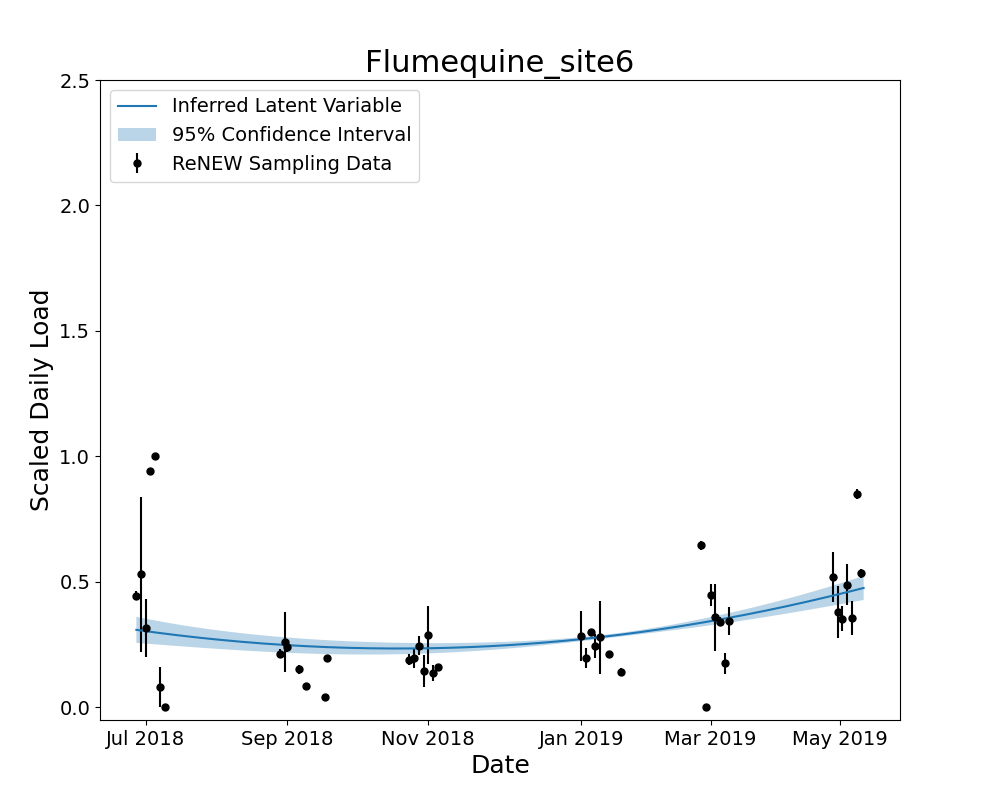 Flumequine_site6
2.5
2.0
1.5
1.0
0.5
0.0
Scaled Daily Load
Inferred Latent Variable
95% Confidence Interval
ReNEW Sampling Data
Jul 2018
Sep 2018
Nov 2018
Jan 2019
Mar 2019
May 2019
Date